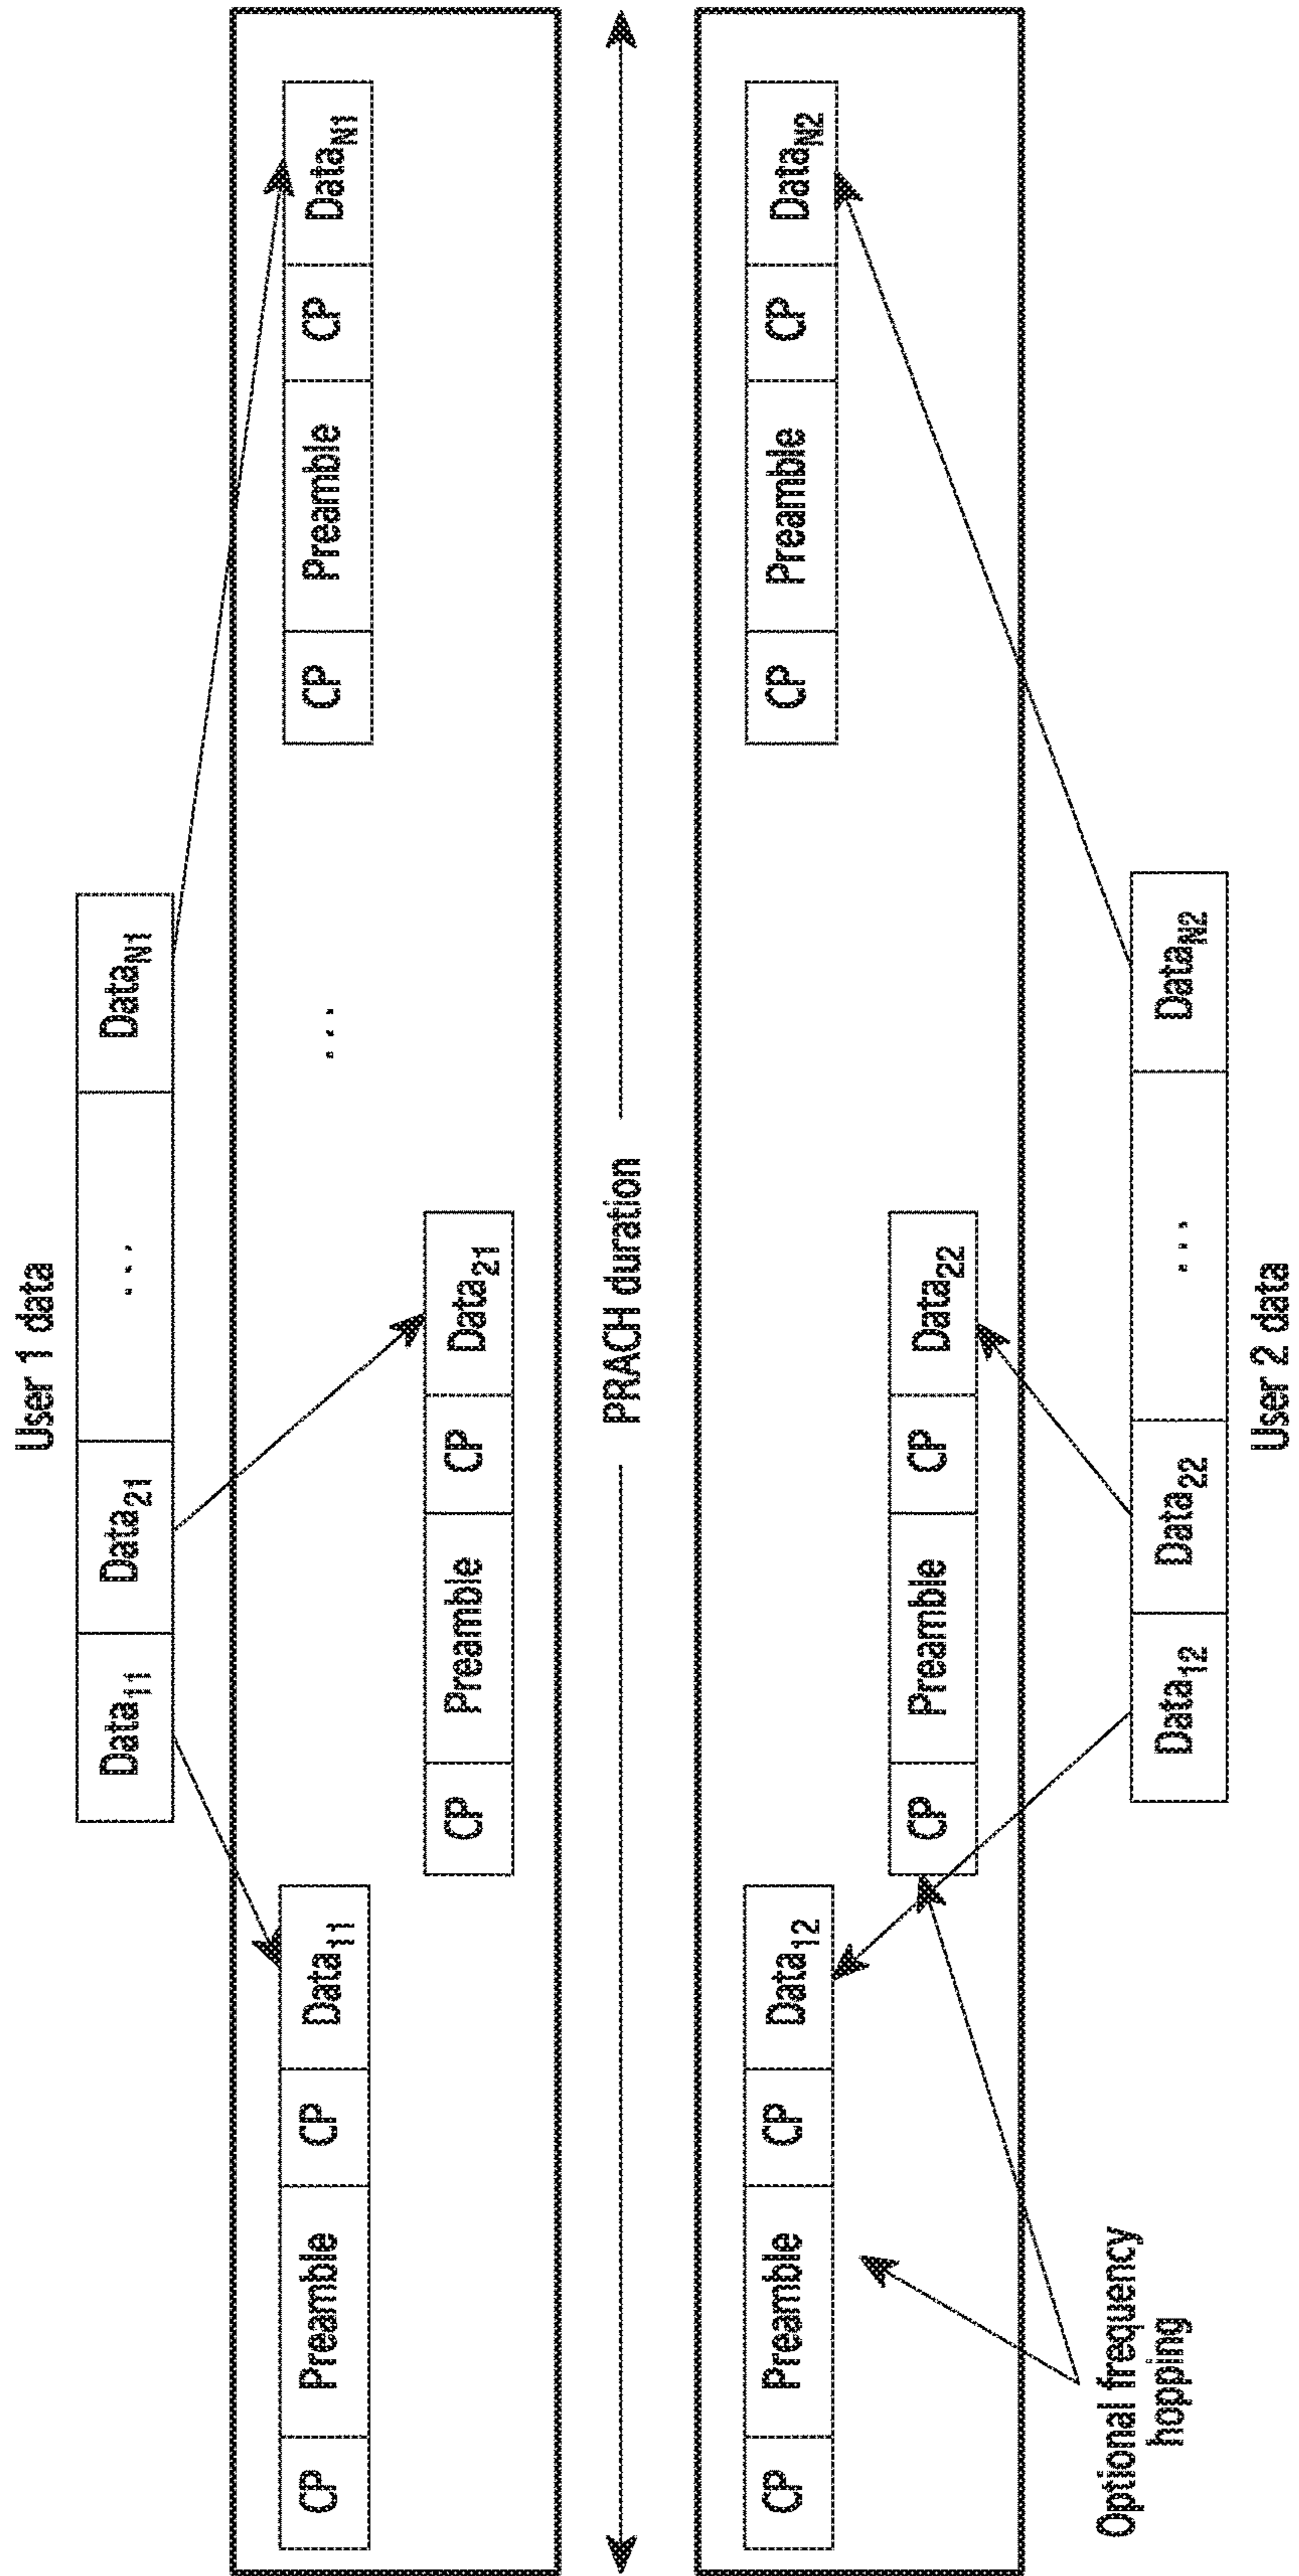 User 1 data
Data11 Data21 ... DataN1
CP Preamble CP Data11
CP Preamble CP Data21
...
CP Preamble CP DataN1
PRACH duration
CP Preamble CP Data12
CP Preamble CP Data22
CP Preamble CP DataN2
Optional frequency
hopping
Data12 Data22 ... DataN2
User 2 data